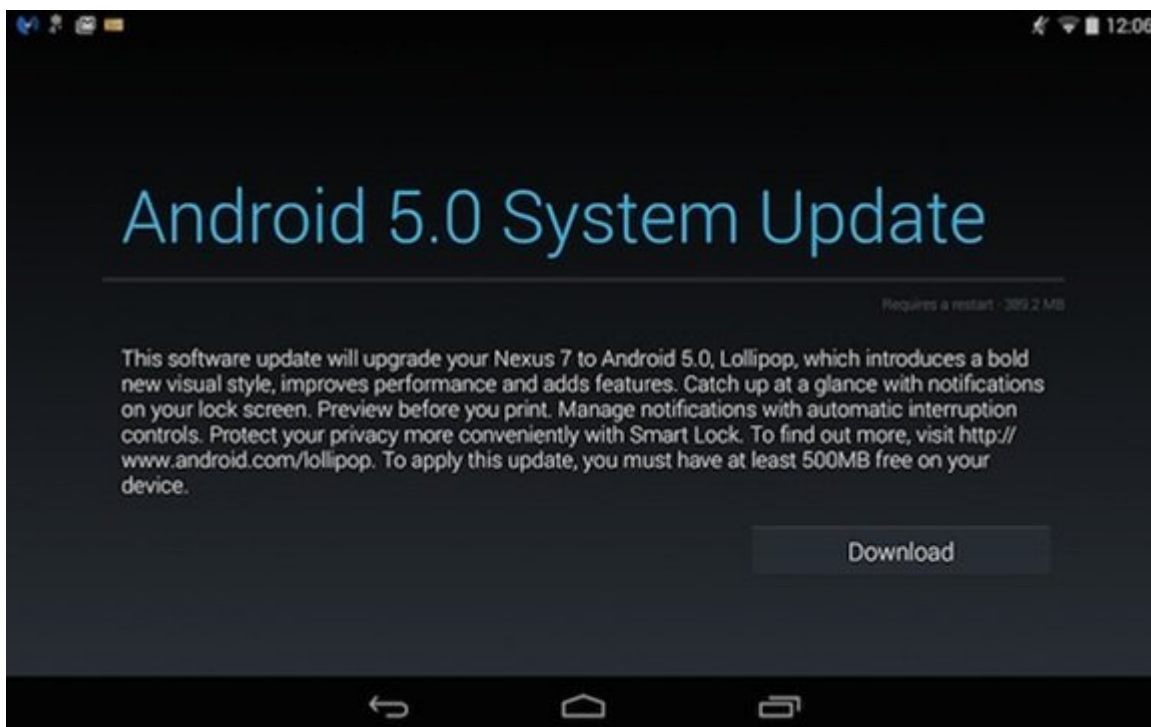 12:06
Android 5.0 System Update
Requires a restart - 389.2 MB
This software update will upgrade your Nexus 7 to Android 5.0, Lollipop, which introduces a bold
new visual style, improves performance and adds features. Catch up at a glance with notifications
on your lock screen. Preview before you print. Manage notifications with automatic interruption
controls. Protect your privacy more conveniently with Smart Lock. To find out more, visit http://
www.android.com/lollipop. To apply this update, you must have at least 500MB free on your
device.
Download